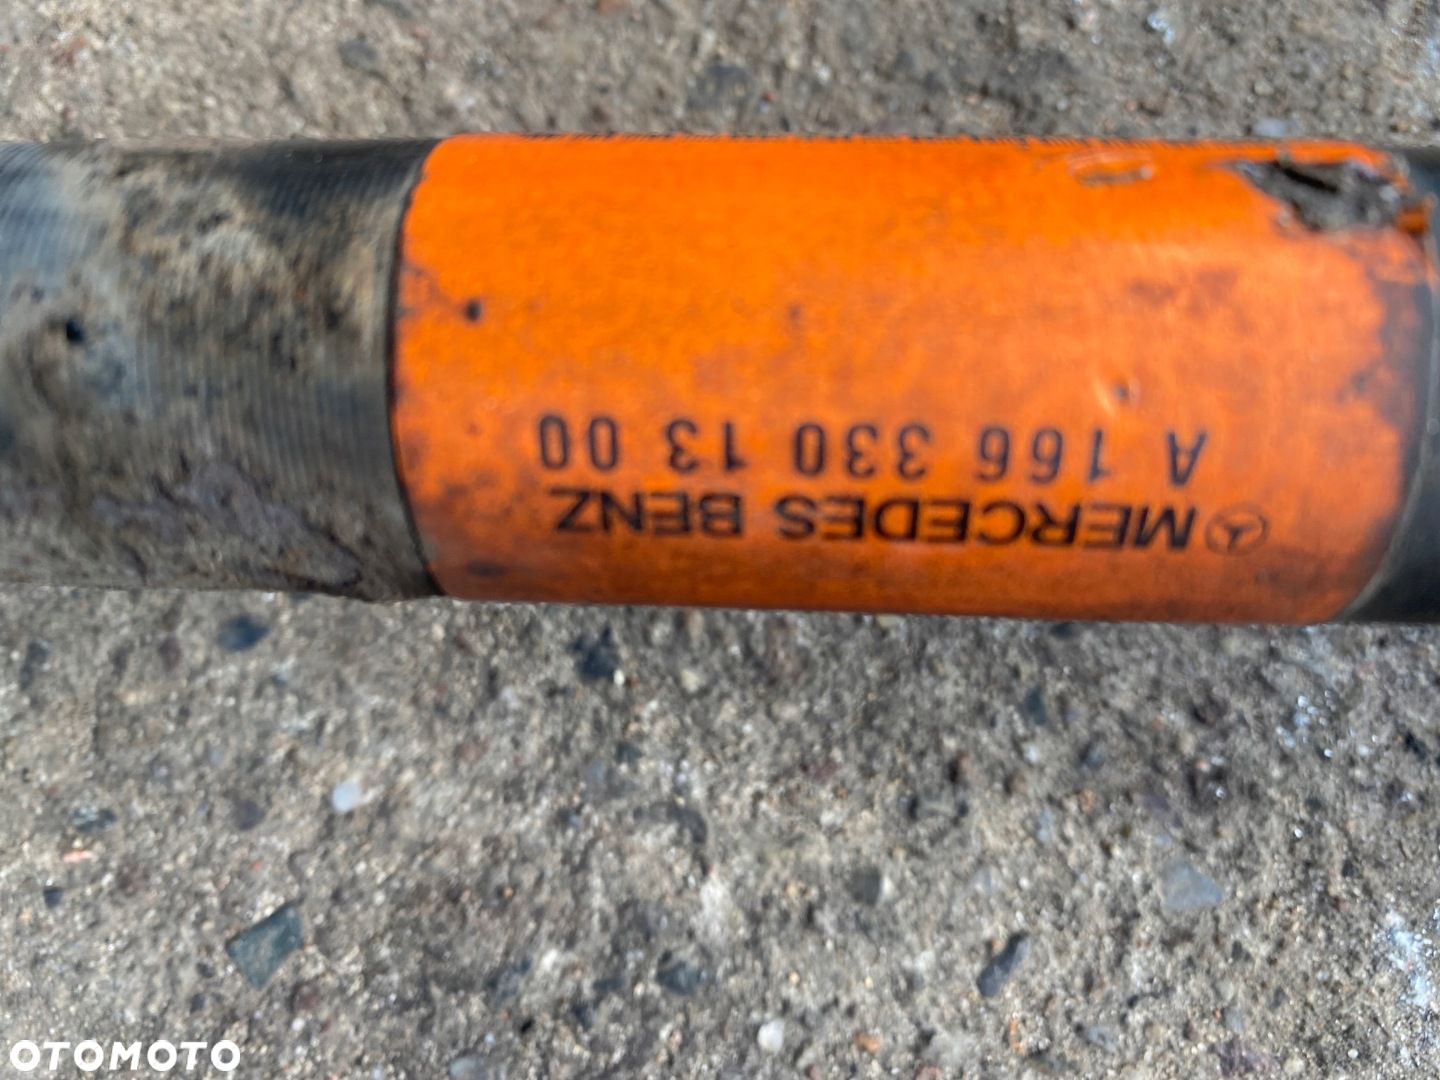 MERCEDES BENZ
A 166 330 13 00
OTOMOTO